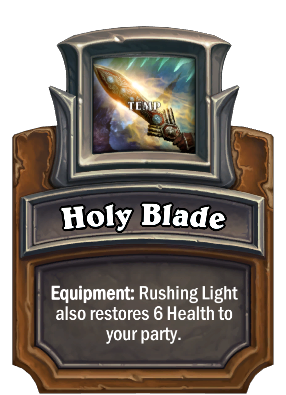 TEMP
Holy Blade
Equipment: Rushing Light
also restores 6 Health to
your party.